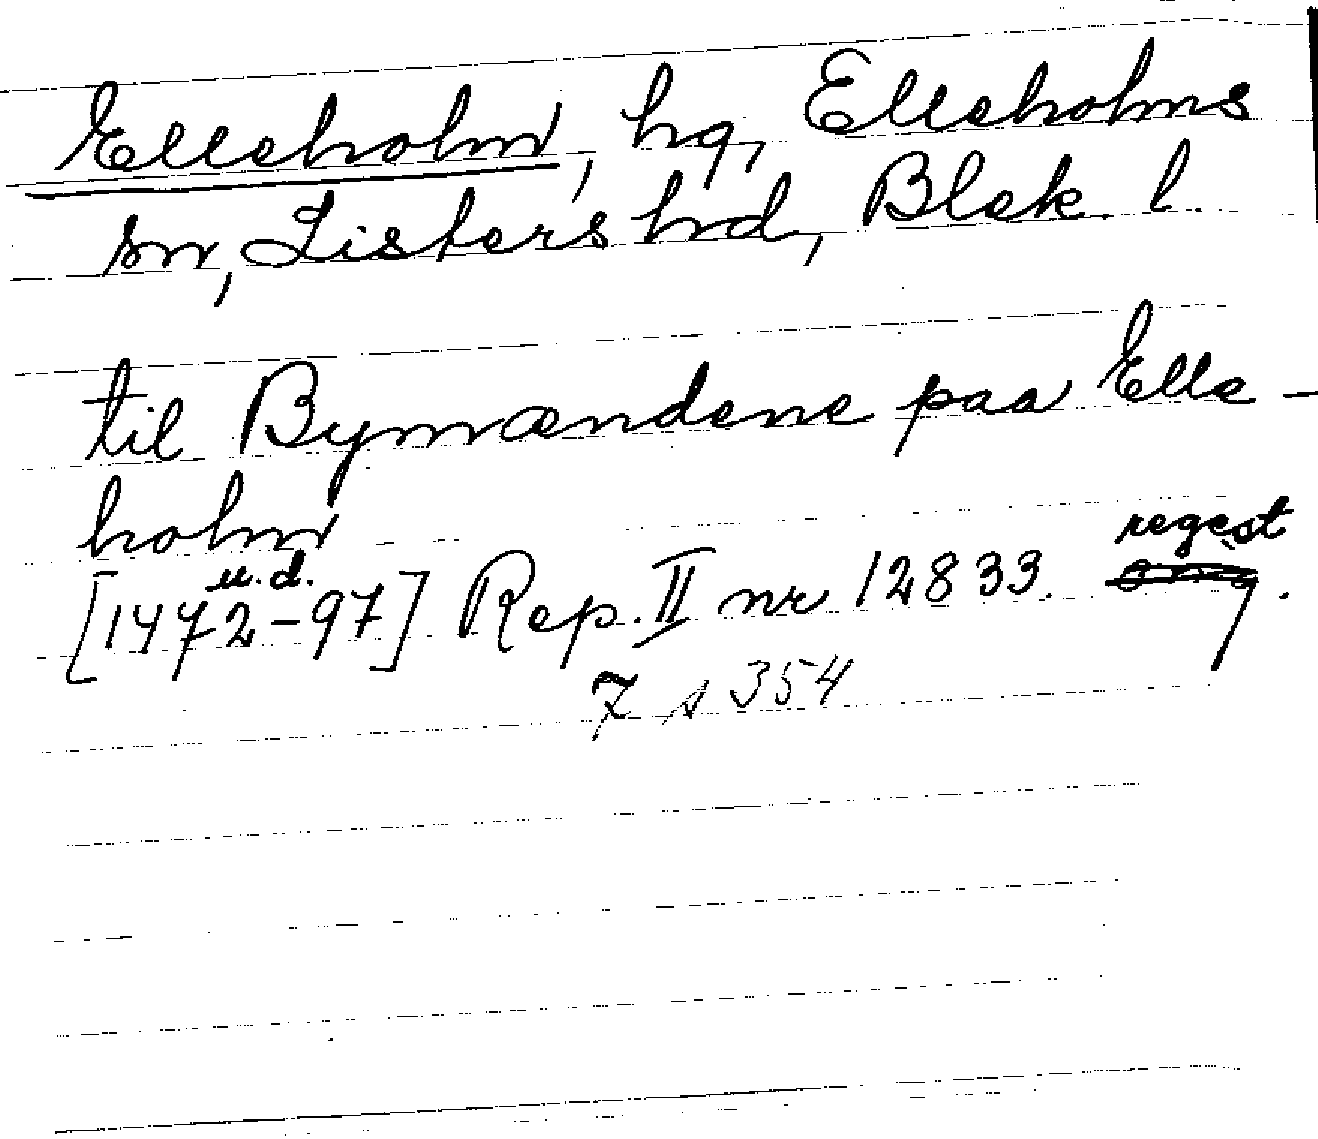 Elleholm, hg, Elleholms
sn, Listers hd, Blek. l.
til Bymændene paa Elle-
holm
u.d.
[1472-97] Rep. II nr 12833. regest.
7 s 354